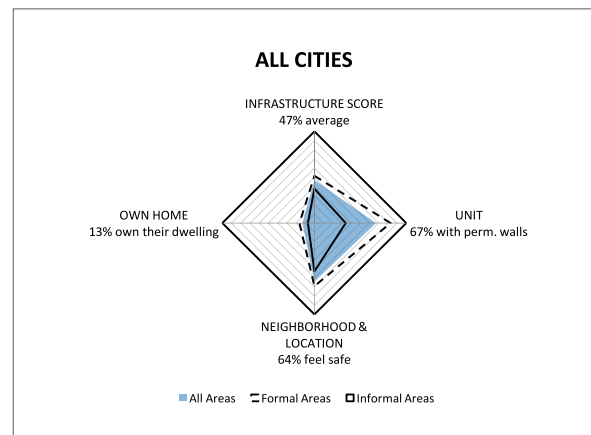 ALL CITIES
INFRASTRUCTURE SCORE
47% average
OWN HOME
13% own their dwelling
UNIT
67% with perm. walls
NEIGHBORHOOD &
LOCATION
64% feel safe
All Areas Formal Areas Informal Areas